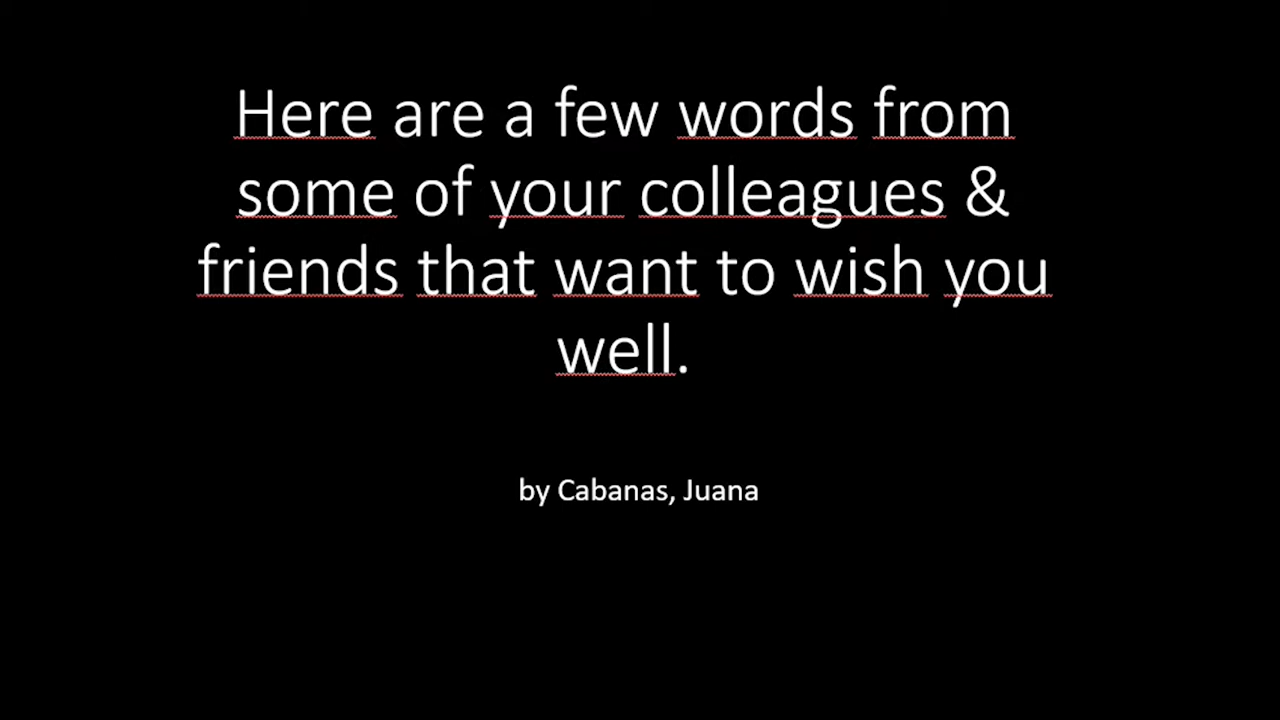 Here are a few words from
some of your colleagues &
friends that want to wish you
well.
by Cabanas, Juana